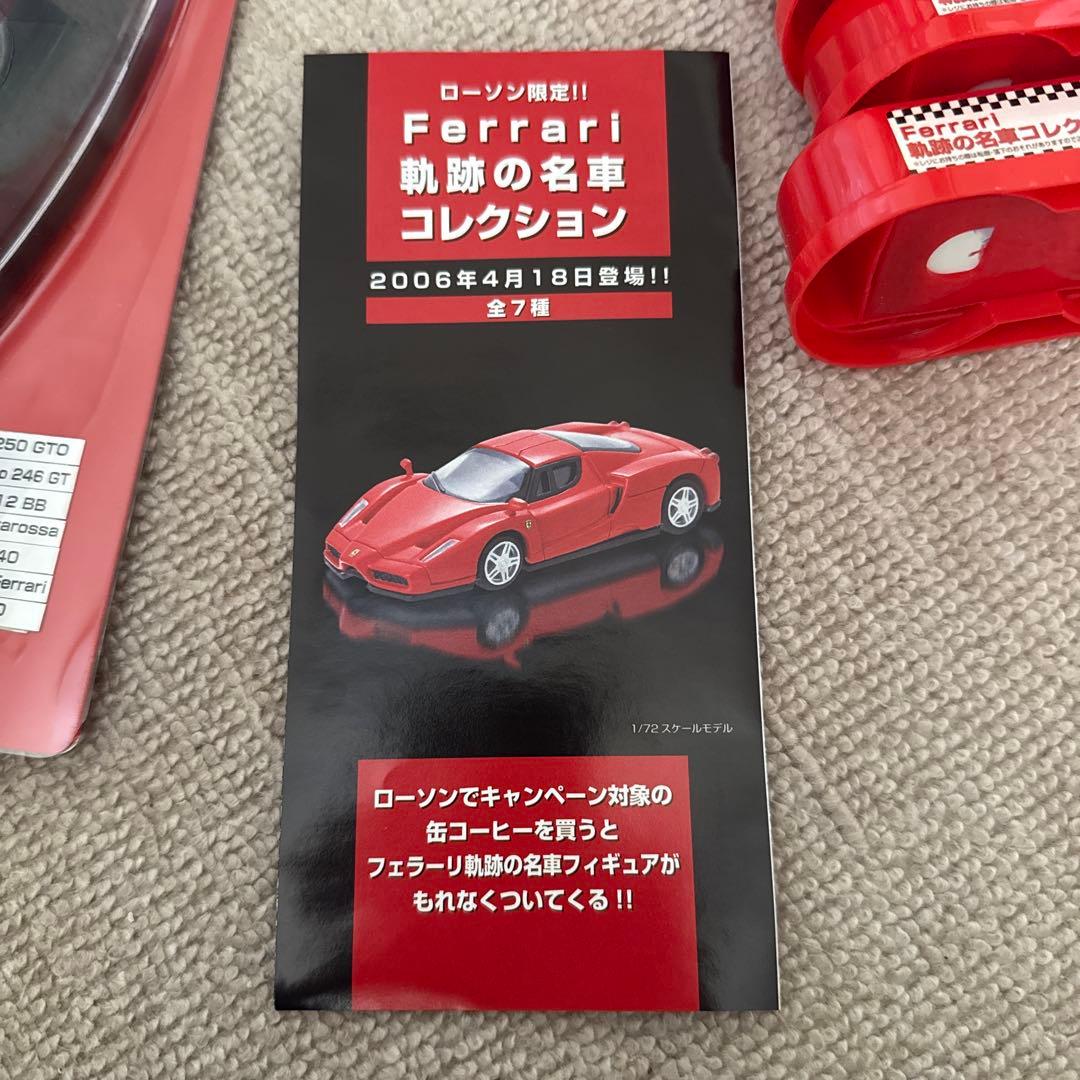 ローソン限定!!
Ferrari
軌跡の名車
コレクション
2006年4月18日登場!!
全7種
1/72スケールモデル
ローソンでキャンペーン対象の
缶コーヒーを買うと
フェラーリ軌跡の名車フィギュアが
もれなくついてくる!!
250 GTO
246 GT
12 BB
arossa
40
Ferrari
0
Ferrari
軌跡の名車コレク